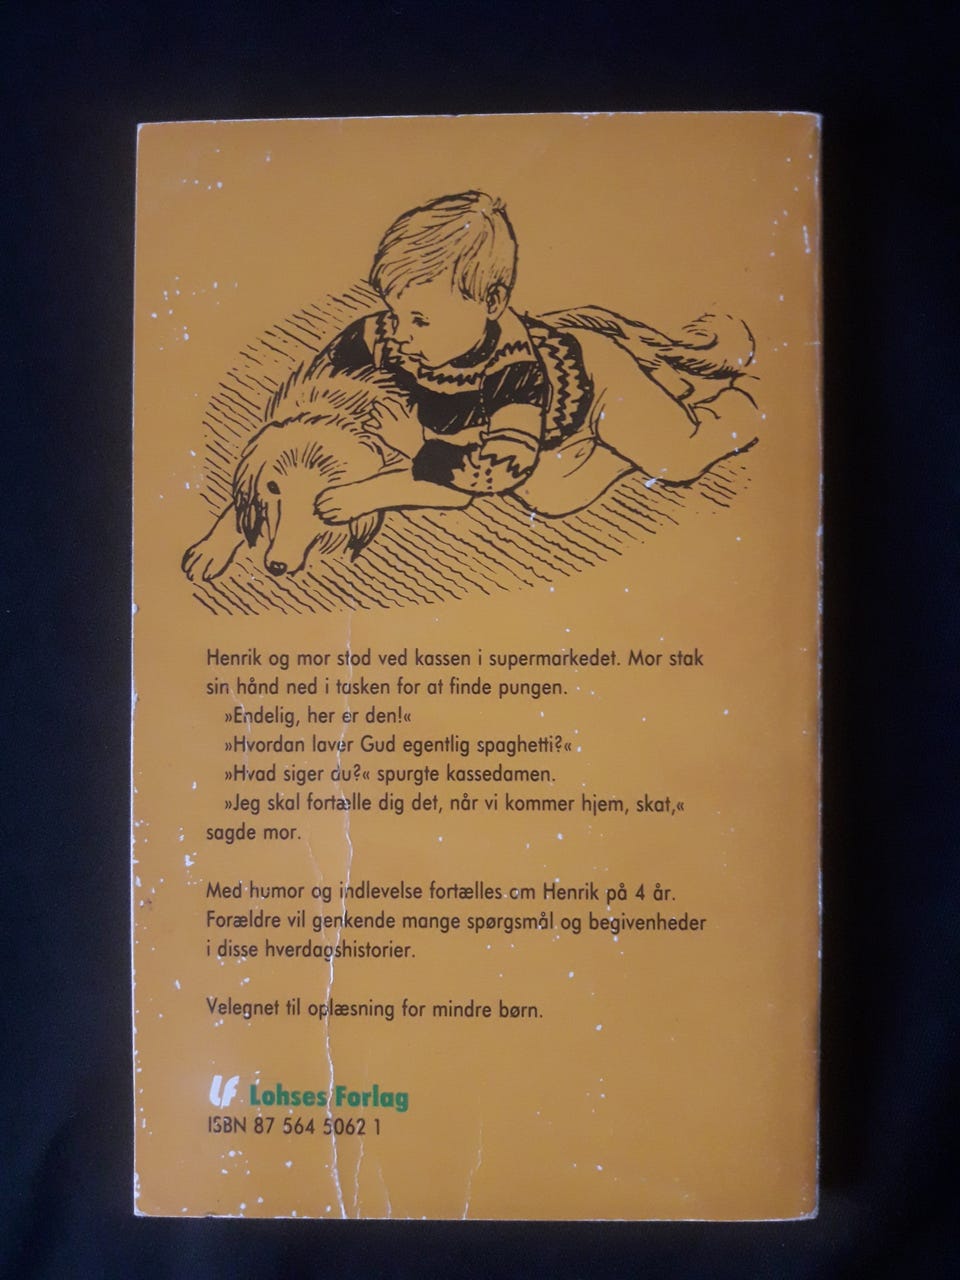 Henrik og mor stod ved kassen i supermarkedet. Mor stak
sin hånd ned i tasken for at finde pungen.
»Endelig, her er den!«
»Hvordan laver Gud egentlig spaghetti?«
»Hvad siger du?« spurgte kassedamen.
»Jeg skal fortælle dig det, når vi kommer hjem, skat,«
sagde mor.
Med humor og indlevelse fortælles om Henrik på 4 år.
Forældre vil genkende mange spørgsmål og begivenheder
i disse hverdagshistorier.
Velegnet til oplæsning for mindre børn.
LF Lohses Forlag
ISBN 87 564 5062 1